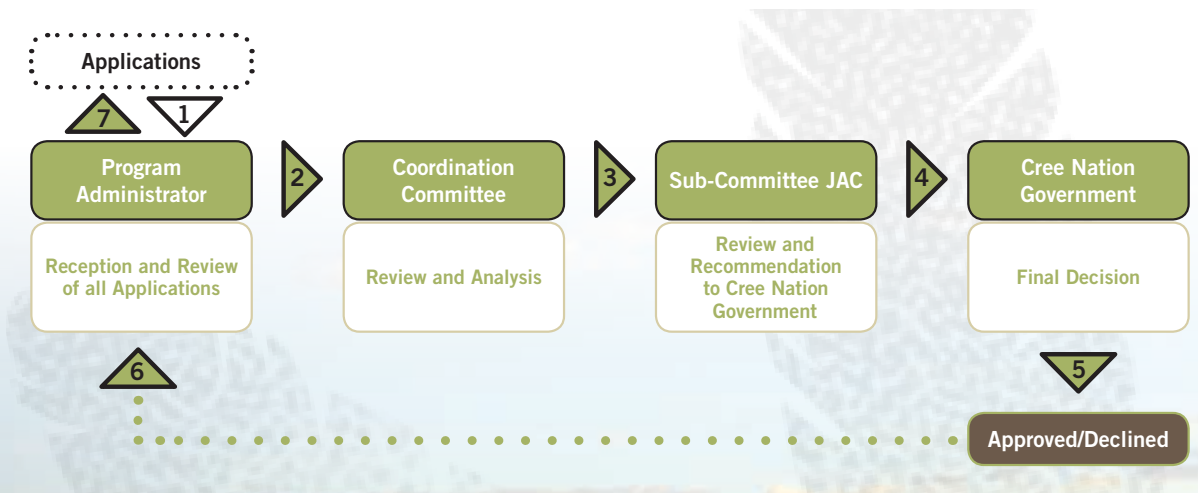 Applications
7
1
Program
Administrator
2
Coordination
Committee
3
Sub-Committee JAC
4
Cree Nation
Government
Reception and Review
of all Applications
Review and Analysis
Review and
Recommendation
to Cree Nation
Government
Final Decision
6
5
Approved/Declined